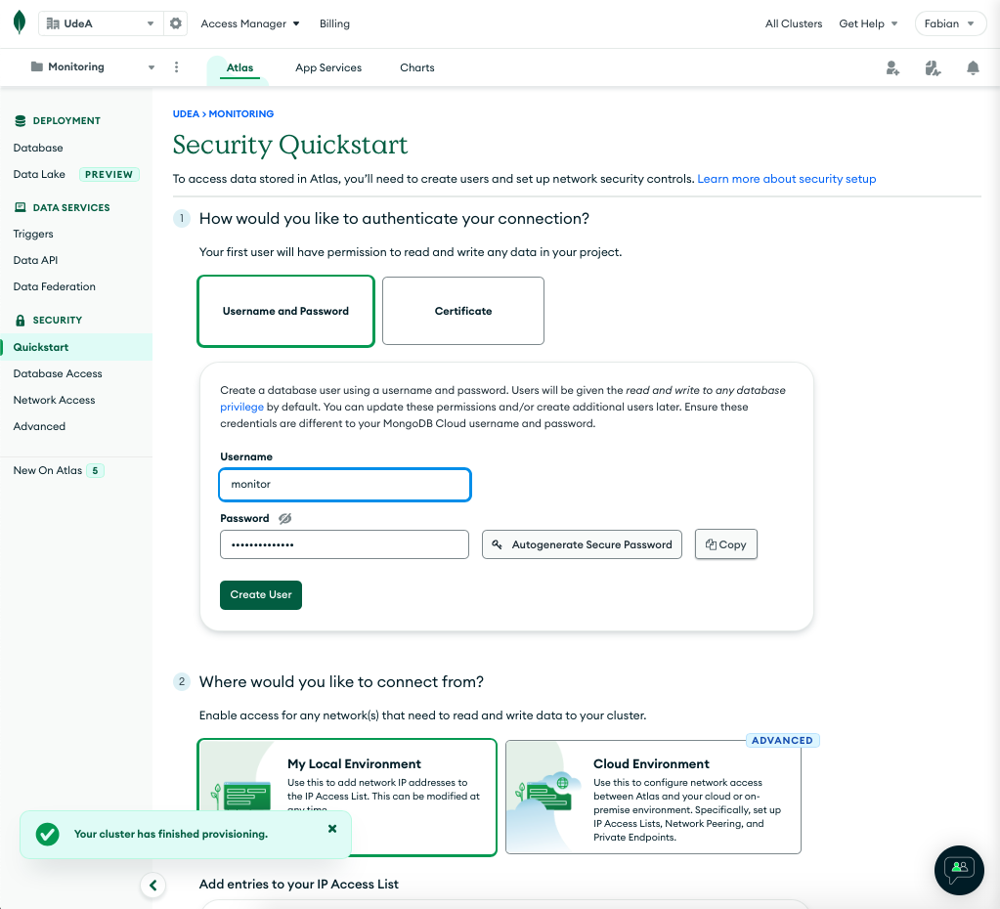 UdeA
Access Manager
Billing
All Clusters
Get Help
Fabian
Monitoring
Atlas
App Services
Charts
DEPLOYMENT
Database
Data Lake PREVIEW
DATA SERVICES
Triggers
Data API
Data Federation
SECURITY
Quickstart
Database Access
Network Access
Advanced
New On Atlas 5
UDEA > MONITORING
Security Quickstart
To access data stored in Atlas, you'll need to create users and set up network security controls. Learn more about security setup
1 How would you like to authenticate your connection?
Your first user will have permission to read and write any data in your project.
Username and Password
Certificate
Create a database user using a username and password. Users will be given the read and write to any database
privilege by default. You can update these permissions and/or create additional users later. Ensure these
credentials are different to your MongoDB Cloud username and password.
Username
monitor
Password
••••••••••••••
Autogenerate Secure Password
Copy
Create User
2 Where would you like to connect from?
Enable access for any network(s) that need to read and write data to your cluster.
My Local Environment
Use this to add network IP addresses to
the IP Access List. This can be modified at
any time.
ADVANCED
Cloud Environment
Use this to configure network access
between Atlas and your cloud or on-
premise environment. Specifically, set up
IP Access Lists, Network Peering, and
Private Endpoints.
Your cluster has finished provisioning.
Add entries to your IP Access List